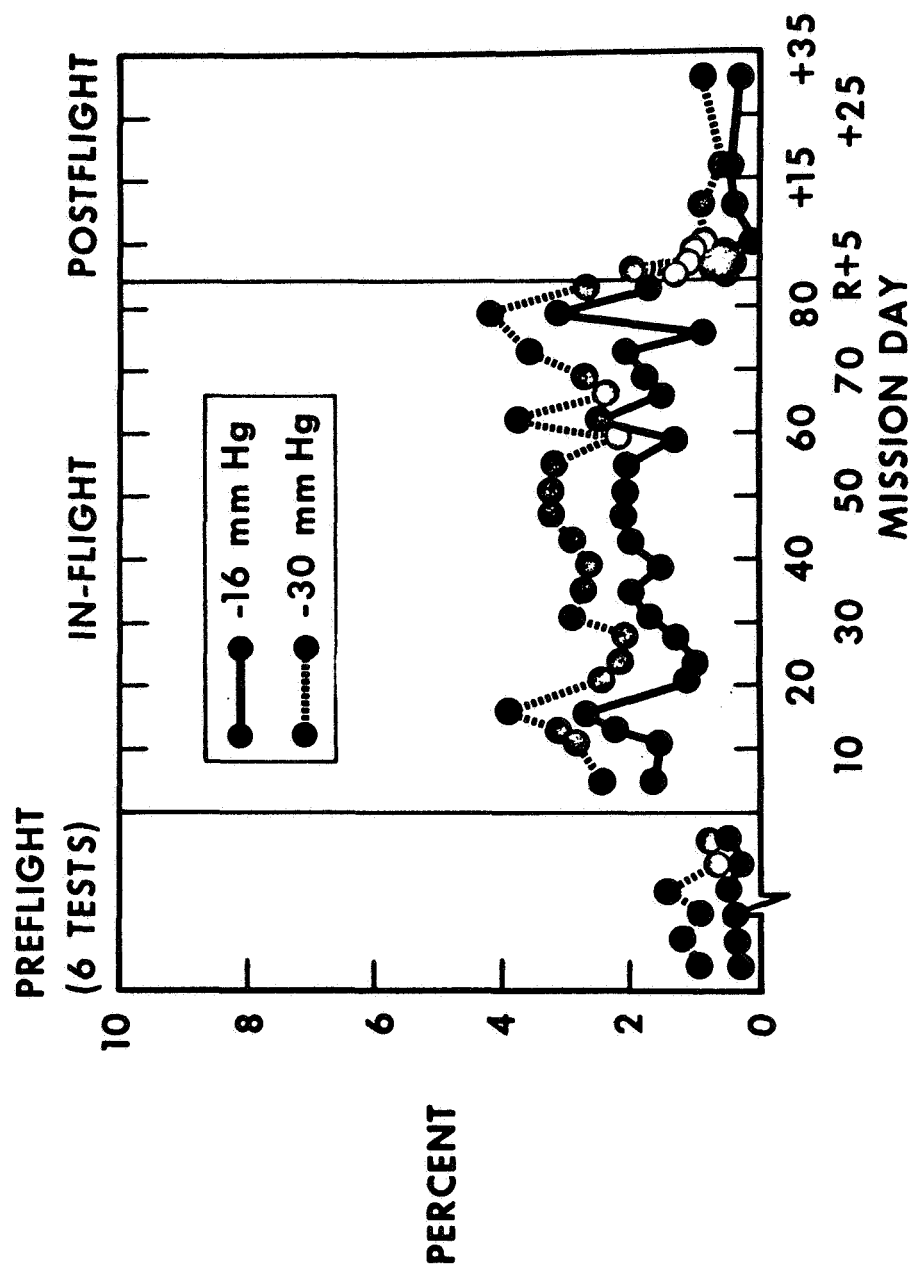 PREFLIGHT
(6 TESTS)
IN-FLIGHT
POSTFLIGHT
-16 mm Hg
-30 mm Hg
PERCENT
10
8
6
4
2
0
10 20 30 40 50 60 70 80 R+5 +15 +25 +35
MISSION DAY